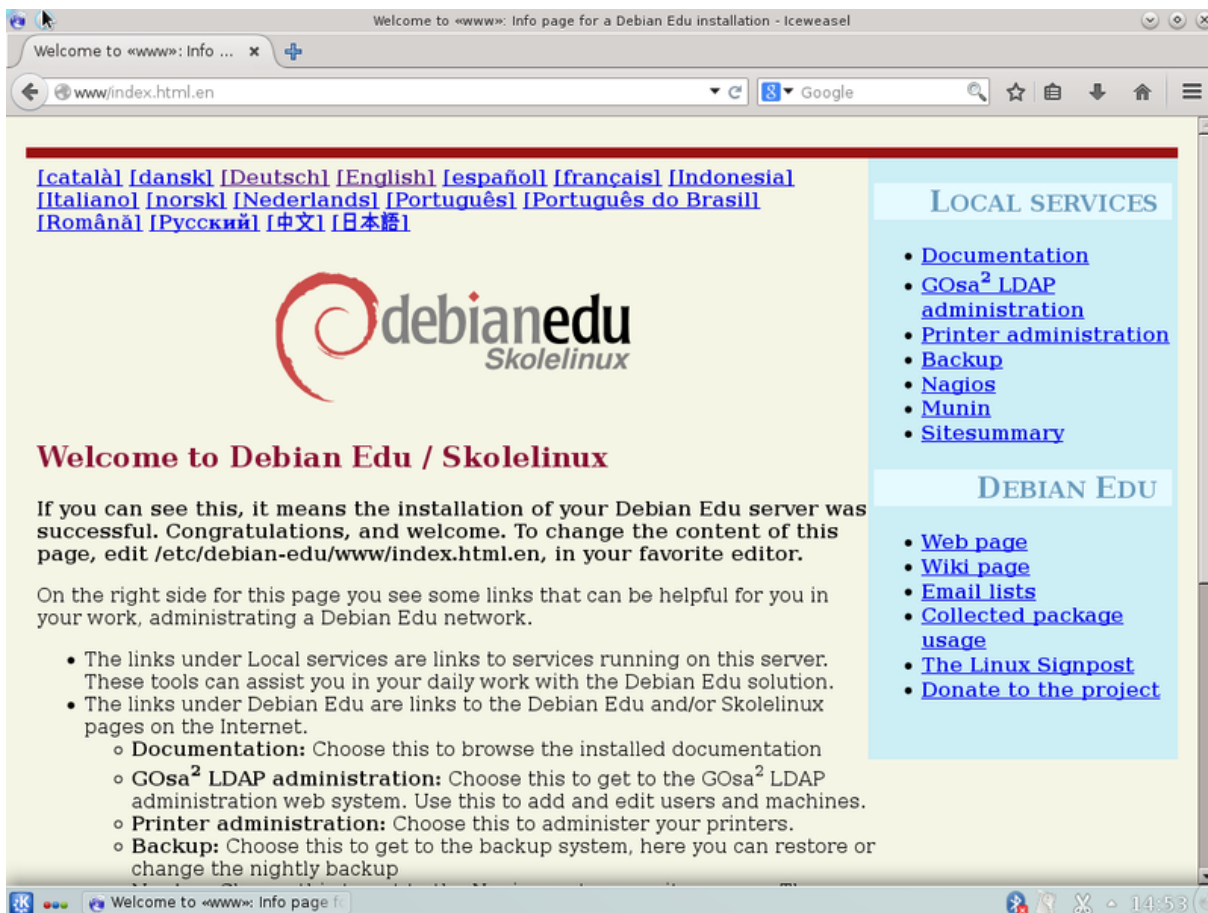 Welcome to «www»: Info page for a Debian Edu installation - Iceweasel
Welcome to «www»: Info ...
www/index.html.en
Google
[català] [dansk] [Deutsch] [English] [español] [français] [Indonesia]
[Italiano] [norsk] [Nederlands] [Português] [Português do Brasil]
[Română] [Русский] [中文] [日本語]
debianedu
Skolelinux
Welcome to Debian Edu / Skolelinux
If you can see this, it means the installation of your Debian Edu server was
successful. Congratulations, and welcome. To change the content of this
page, edit /etc/debian-edu/www/index.html.en, in your favorite editor.
On the right side for this page you see some links that can be helpful for you in
your work, administrating a Debian Edu network.
• The links under Local services are links to services running on this server.
These tools can assist you in your daily work with the Debian Edu solution.
• The links under Debian Edu are links to the Debian Edu and/or Skolelinux
pages on the Internet.
◦ Documentation: Choose this to browse the installed documentation
◦ GOsa² LDAP administration: Choose this to get to the GOsa² LDAP
administration web system. Use this to add and edit users and machines.
◦ Printer administration: Choose this to administer your printers.
◦ Backup: Choose this to get to the backup system, here you can restore or
change the nightly backup
LOCAL SERVICES
• Documentation
• GOsa² LDAP
administration
• Printer administration
• Backup
• Nagios
• Munin
• Sitesummary
DEBIAN EDU
• Web page
• Wiki page
• Email lists
• Collected package
usage
• The Linux Signpost
• Donate to the project
Welcome to «www»: Info page fo
14:53